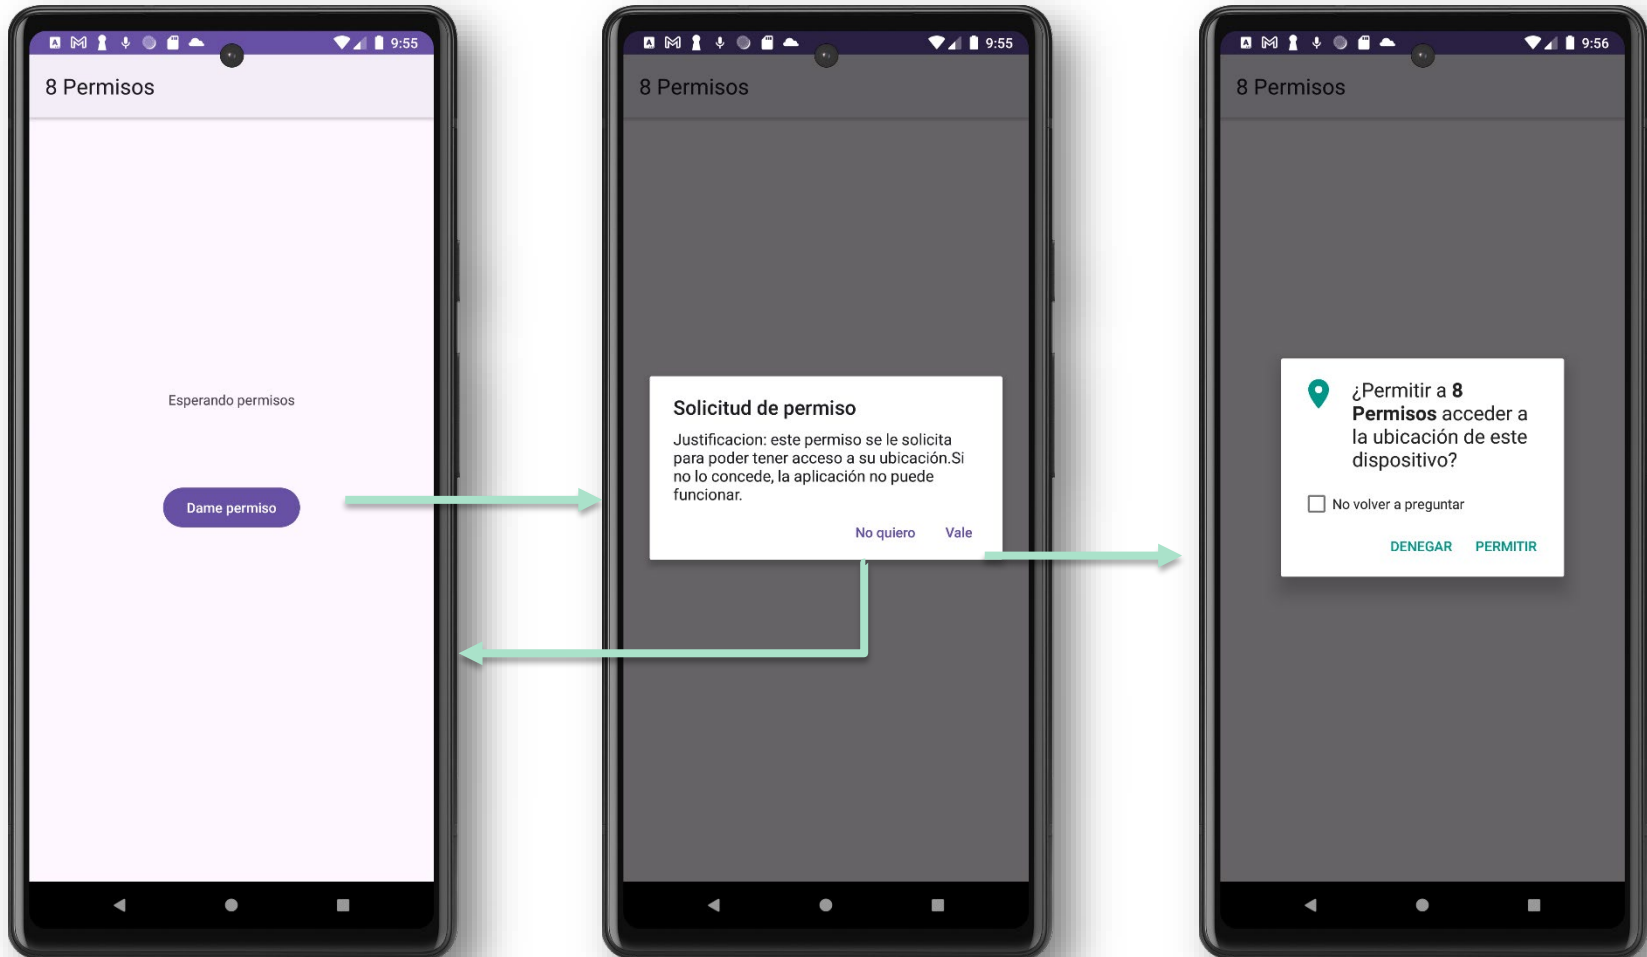 9:55
8 Permisos
Esperando permisos
Dame permiso
9:55
8 Permisos
Solicitud de permiso
Justificacion: este permiso se le solicita
para poder tener acceso a su ubicación.Si
no lo concede, la aplicación no puede
funcionar.
No quiero Vale
9:56
8 Permisos
¿Permitir a 8
Permisos acceder a
la ubicación de este
dispositivo?
No volver a preguntar
DENEGAR PERMITIR